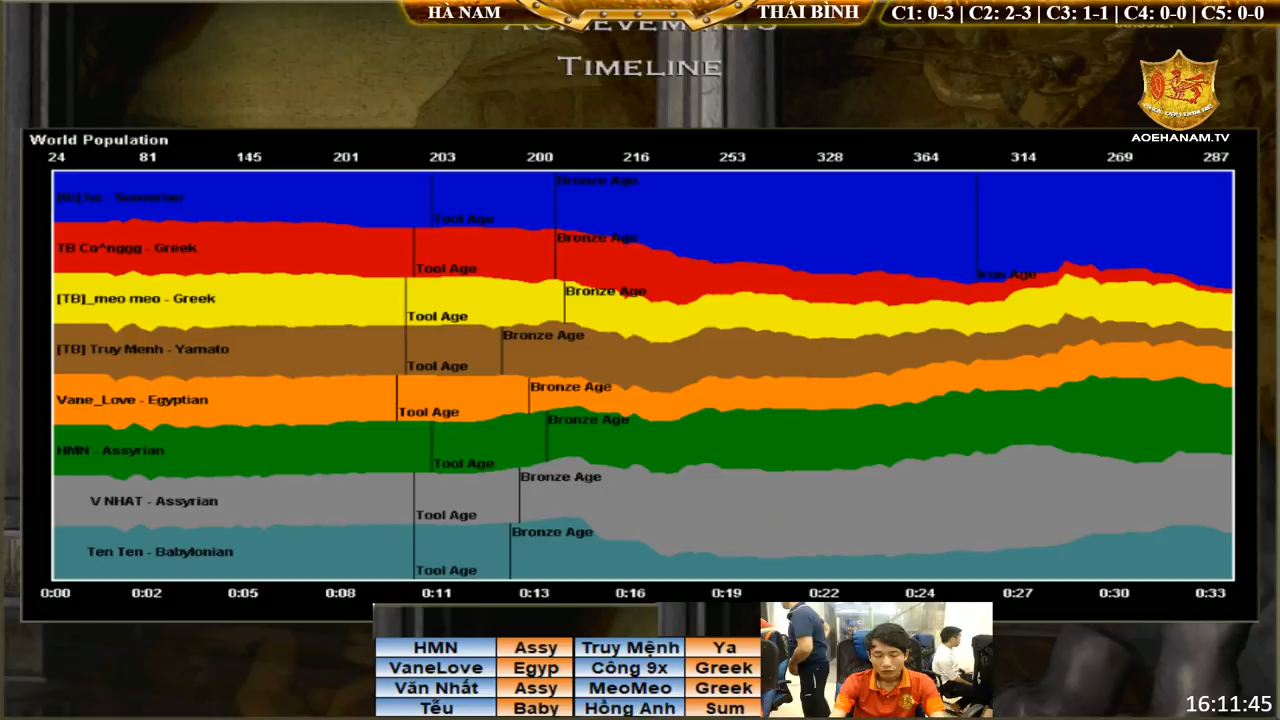 HÀ NAM
THÁI BÌNH
C1: 0-3 | C2: 2-3 | C3: 1-1 | C4: 0-0 | C5: 0-0
ACHIEVEMENTS
TIMELINE
AOEHANAM.TV
World Population
24 81 145 201 203 200 216 253 328 364 314 269 287
Sumerian
Bronze Age
Tool Age
Iron Age
TB Co^nggg - Greek
Bronze Age
Tool Age
[TB]_meo meo - Greek
Bronze Age
Tool Age
[TB] Truy Menh - Yamato
Bronze Age
Tool Age
Vane_Love - Egyptian
Bronze Age
Tool Age
HMN - Assyrian
Bronze Age
Tool Age
V NHAT - Assyrian
Bronze Age
Tool Age
Ten Ten - Babylonian
Bronze Age
Tool Age
0:00 0:02 0:05 0:08 0:11 0:13 0:16 0:19 0:22 0:24 0:27 0:30 0:33
HMN Assy Truy Mệnh Ya
VaneLove Egyp Công 9x Greek
Văn Nhất Assy MeoMeo Greek
Tễu Baby Hồng Anh Sum
16:11:45